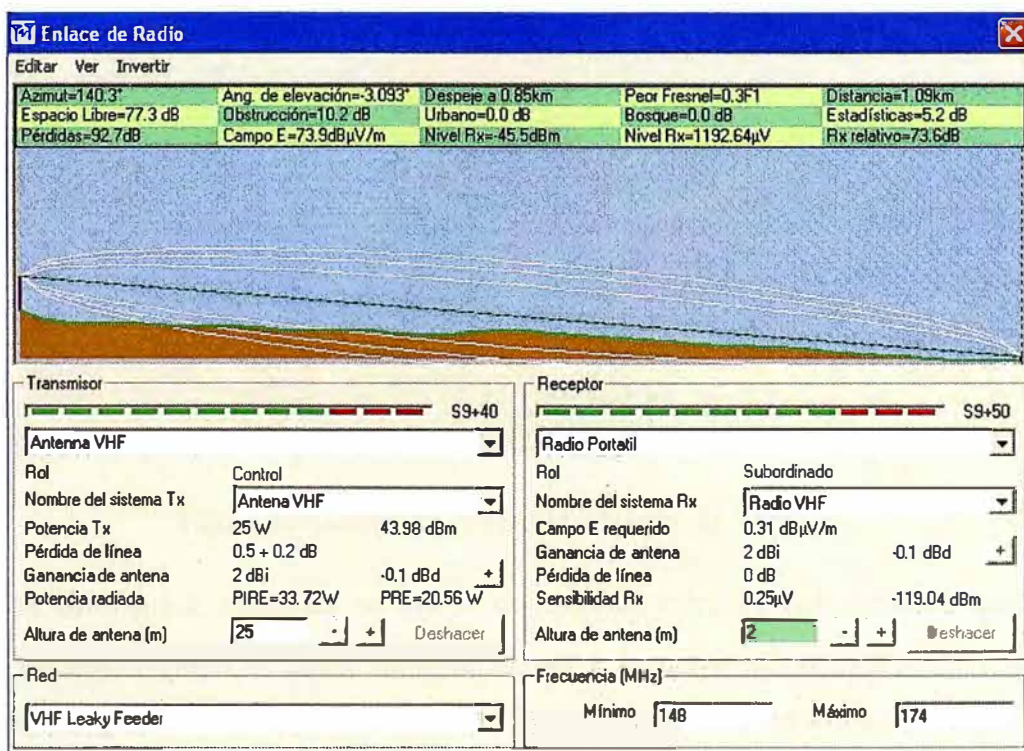 Enlace de Radio
Editar Ver Invertir
Azimut=140.3° Ang. de elevación=-3.093° Despeje a 0.85km Peor Fresnel=0.3F1 Distancia=1.09km
Espacio Libre=77.3 dB Obstrucción=10.2 dB Urbano=0.0 dB Bosque=0.0 dB Estadísticas=5.2 dB
Pérdidas=92.7dB Campo E=73.9dBµV/m Nivel Rx=-45.5dBm Nivel Rx=1192.64µV Rx relativo=73.6dB
Transmisor
S9+40
Antenna VHF
Rol Control
Nombre del sistema Tx Antena VHF
Potencia Tx 25 W 43.98 dBm
Pérdida de línea 0.5 + 0.2 dB
Ganancia de antena 2 dBi -0.1 dBd +
Potencia radiada PIRE=33.72W PRE=20.56 W
Altura de antena (m) 25 - + Deshacer
Receptor
S9+50
Radio Portatil
Rol Subordinado
Nombre del sistema Rx Radio VHF
Campo E requerido 0.31 dBµV/m
Ganancia de antena 2 dBi -0.1 dBd +
Pérdida de línea 0 dB
Sensibilidad Rx 0.25µV -119.04 dBm
Altura de antena (m) 2 - + Deshacer
Red
VHF Leaky Feeder
Frecuencia (MHz)
Mínimo 148 Máximo 174